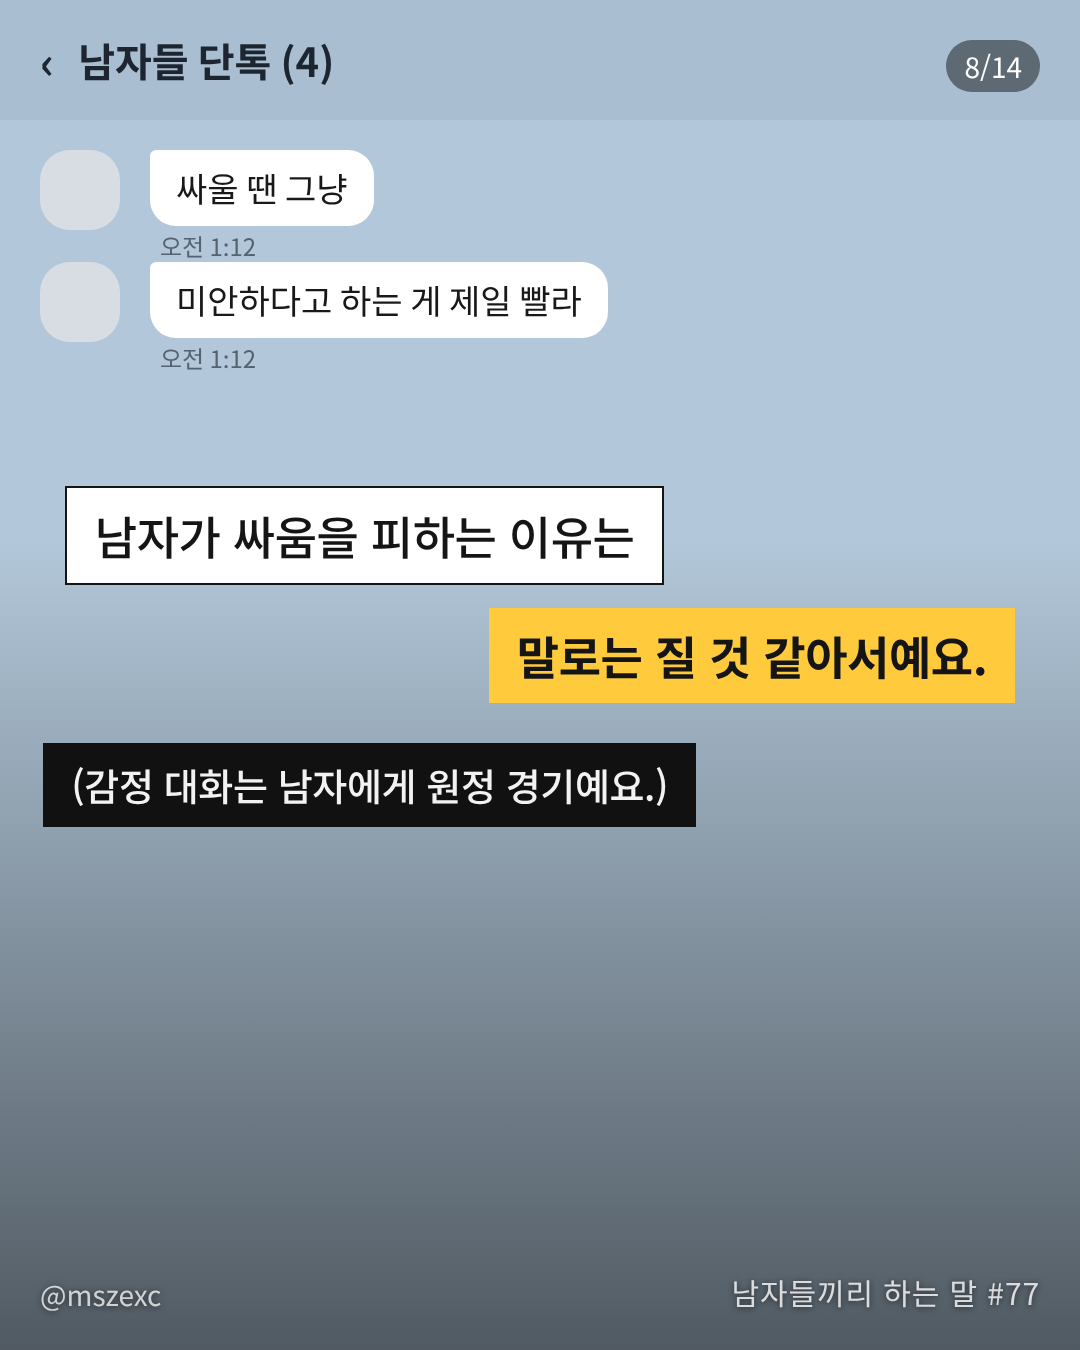 ‹ 남자들 단톡 (4)
8/14
싸울 땐 그냥
오전 1:12
미안하다고 하는 게 제일 빨라
오전 1:12
남자가 싸움을 피하는 이유는
말로는 질 것 같아서예요.
(감정 대화는 남자에게 원정 경기예요.)
@mszexc
남자들끼리 하는 말 #77